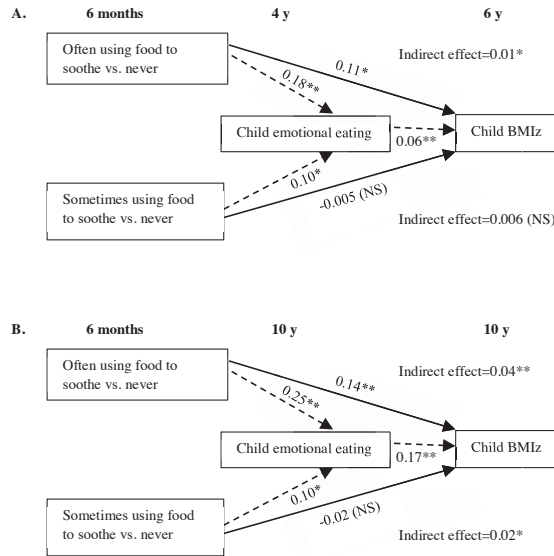 A. 6 months 4 y 6 y
Often using food to
soothe vs. never
Indirect effect=0.01*
0.11*
0.18**
Child emotional eating
Child BMIz
0.06**
0.10*
Sometimes using food
to soothe vs. never
-0.005 (NS)
Indirect effect=0.006 (NS)
B. 6 months 10 y 10 y
Often using food to
soothe vs. never
Indirect effect=0.04**
0.14**
0.25**
Child emotional eating
Child BMIz
0.17**
0.10*
Sometimes using food
to soothe vs. never
-0.02 (NS)
Indirect effect=0.02*